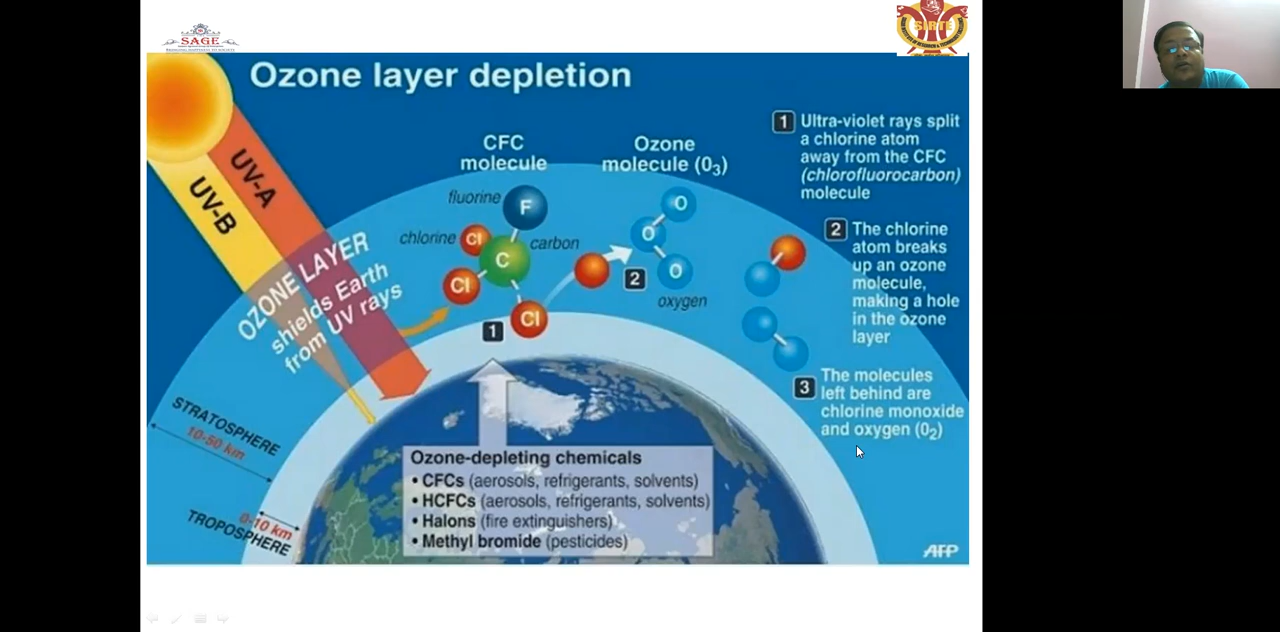 SAGE
SIRTE
Ozone layer depletion
UV-A
UV-B
OZONE LAYER
shields Earth
from UV rays
CFC
molecule
fluorine
F
chlorine
Cl
carbon
C
Cl
Cl
1
Ozone
molecule (0₃)
O
O
O
2
oxygen
1 Ultra-violet rays split
a chlorine atom
away from the CFC
(chlorofluorocarbon)
molecule
2 The chlorine
atom breaks
up an ozone
molecule,
making a hole
in the ozone
layer
3 The molecules
left behind are
chlorine monoxide
and oxygen (0₂)
STRATOSPHERE
10-50 km
0-10 km
TROPOSPHERE
Ozone-depleting chemicals
• CFCs (aerosols, refrigerants, solvents)
• HCFCs (aerosols, refrigerants, solvents)
• Halons (fire extinguishers)
• Methyl bromide (pesticides)
AFP